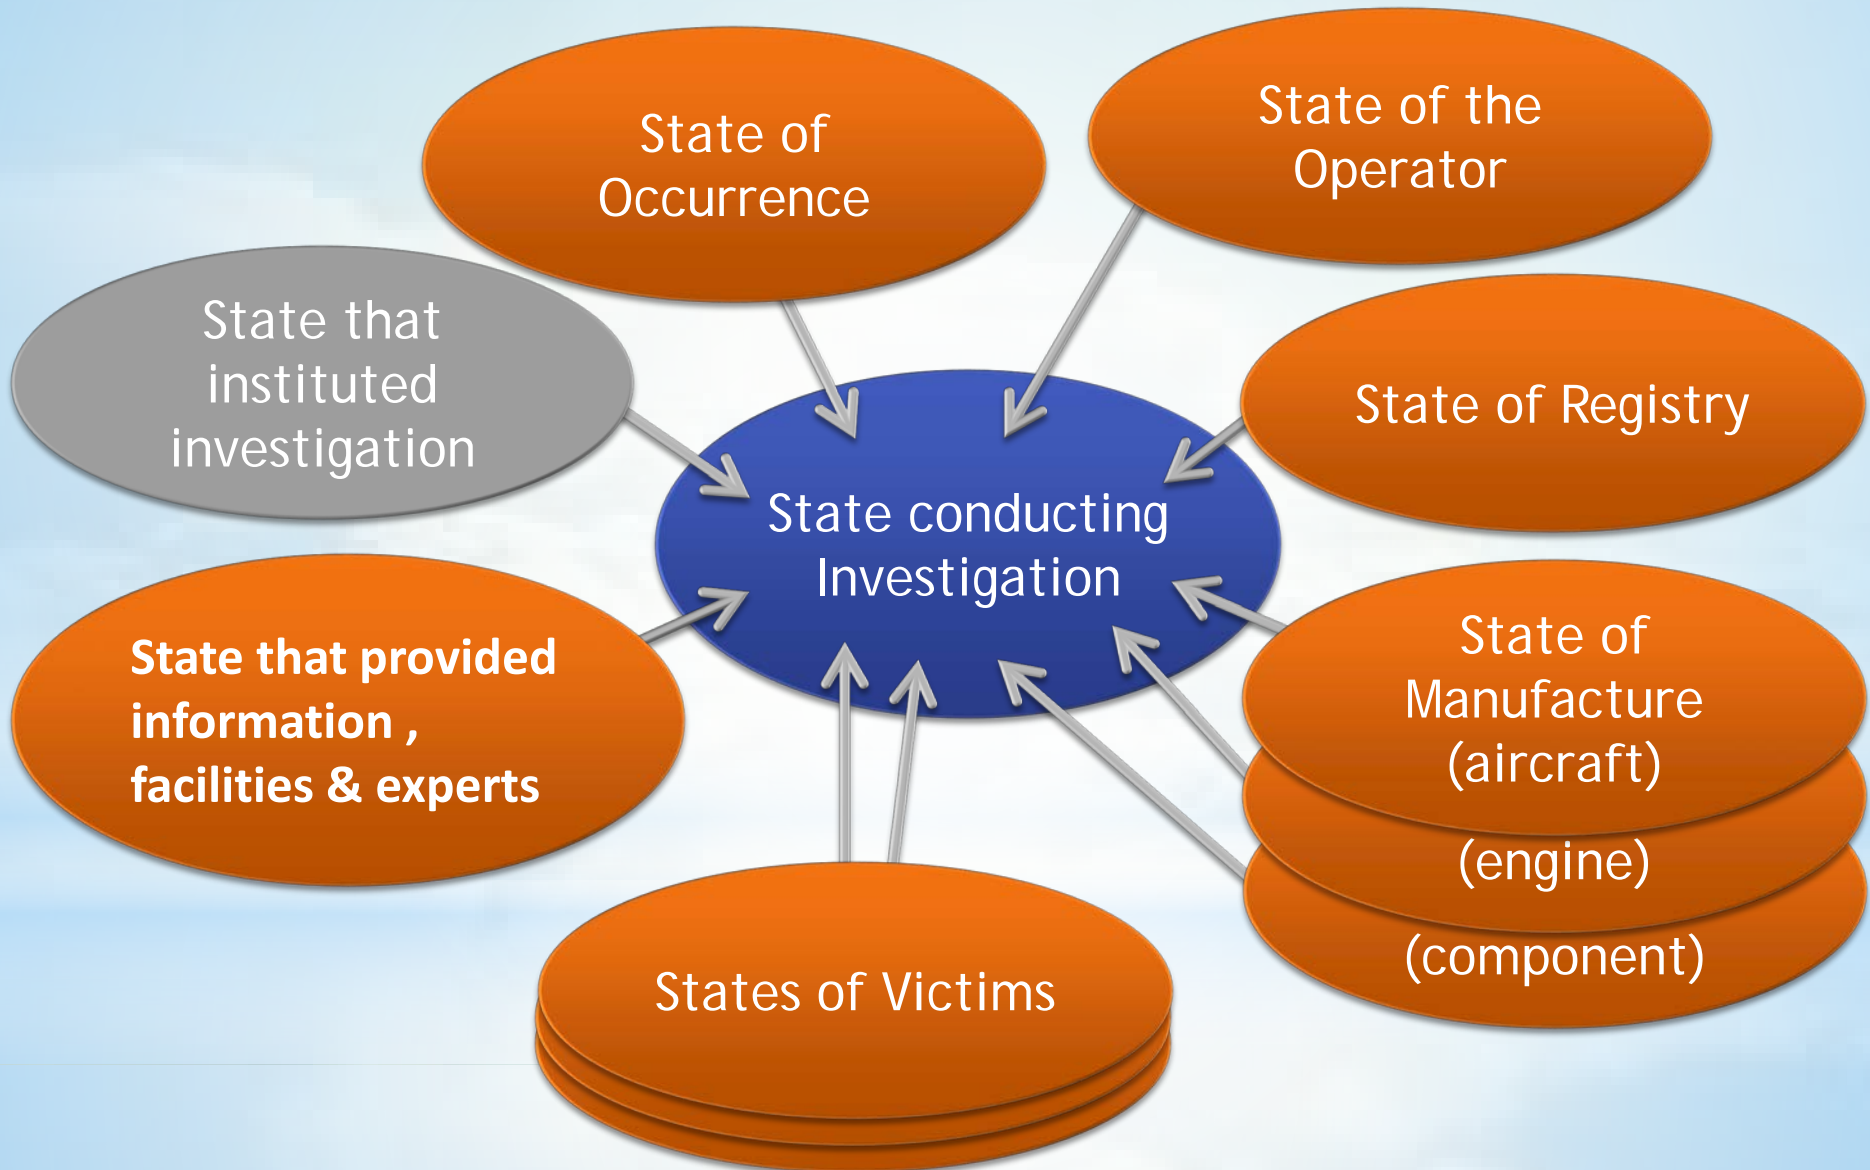 State of
Occurrence
State of the
Operator
State that
instituted
investigation
State of Registry
State conducting
Investigation
State that provided
information ,
facilities & experts
State of
Manufacture
(aircraft)
(engine)
(component)
States of Victims